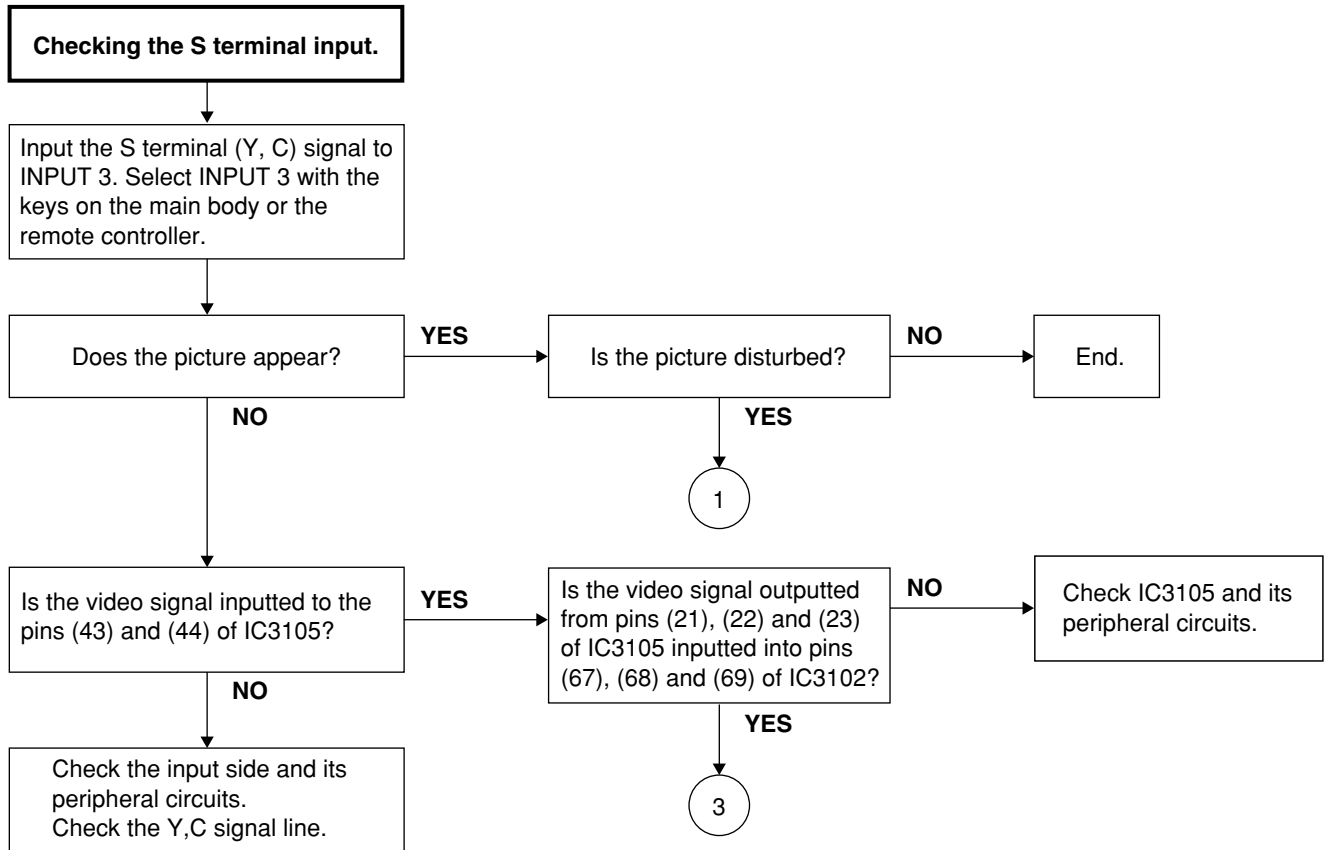 Checking the S terminal input.
Input the S terminal (Y, C) signal to
INPUT 3. Select INPUT 3 with the
keys on the main body or the
remote controller.
Does the picture appear?
YES
Is the picture disturbed?
NO
End.
NO
YES
1
Is the video signal inputted to the
pins (43) and (44) of IC3105?
YES
Is the video signal outputted
from pins (21), (22) and (23)
of IC3105 inputted into pins
(67), (68) and (69) of IC3102?
NO
Check IC3105 and its
peripheral circuits.
NO
YES
Check the input side and its
peripheral circuits.
Check the Y,C signal line.
3